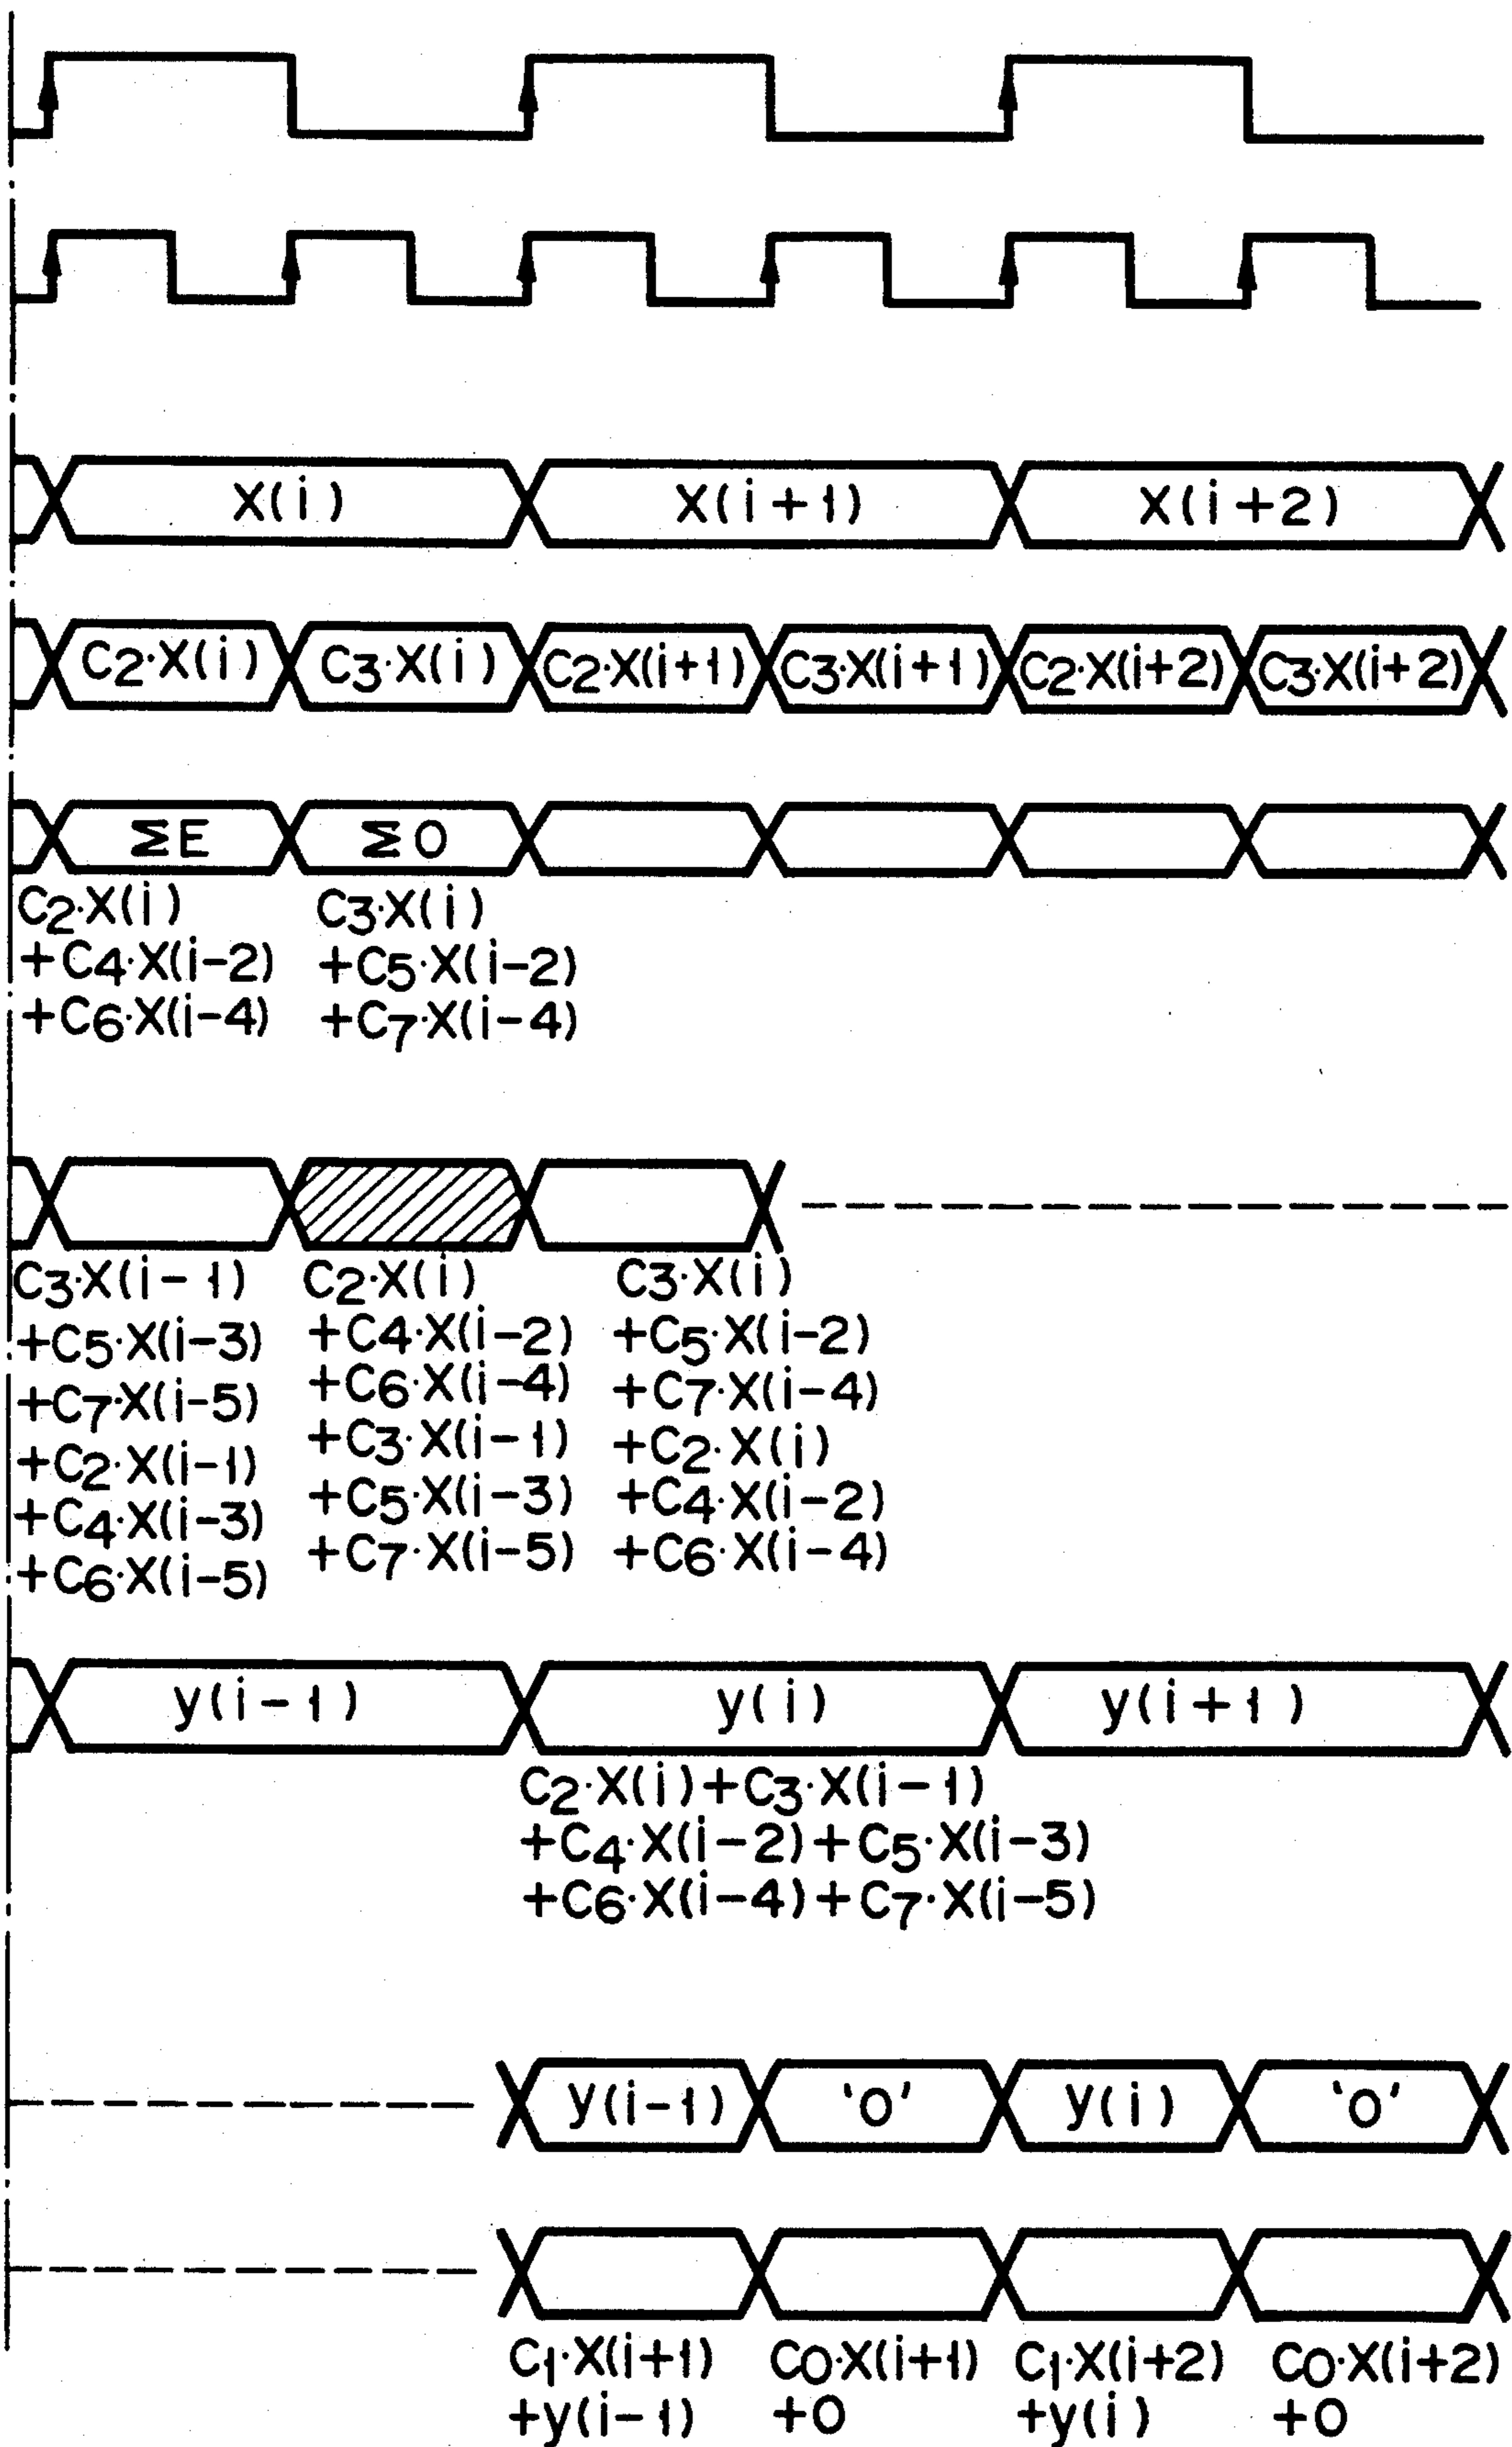 X(i) X(i+1) X(i+2)
C2·X(i) C3·X(i) C2·X(i+1) C3·X(i+1) C2·X(i+2) C3·X(i+2)
ΣE ΣO
C2·X(i)
+C4·X(i-2)
+C6·X(i-4)
C3·X(i)
+C5·X(i-2)
+C7·X(i-4)
C3·X(i-1)
+C5·X(i-3)
+C7·X(i-5)
+C2·X(i-1)
+C4·X(i-3)
+C6·X(i-5)
C2·X(i)
+C4·X(i-2)
+C6·X(i-4)
+C3·X(i-1)
+C5·X(i-3)
+C7·X(i-5)
C3·X(i)
+C5·X(i-2)
+C7·X(i-4)
+C2·X(i)
+C4·X(i-2)
+C6·X(i-4)
y(i-1) y(i) y(i+1)
C2·X(i)+C3·X(i-1)
+C4·X(i-2)+C5·X(i-3)
+C6·X(i-4)+C7·X(i-5)
y(i-1) '0' y(i) '0'
C1·X(i+1)
+y(i-1)
C0·X(i+1)
+0
C1·X(i+2)
+y(i)
C0·X(i+2)
+0